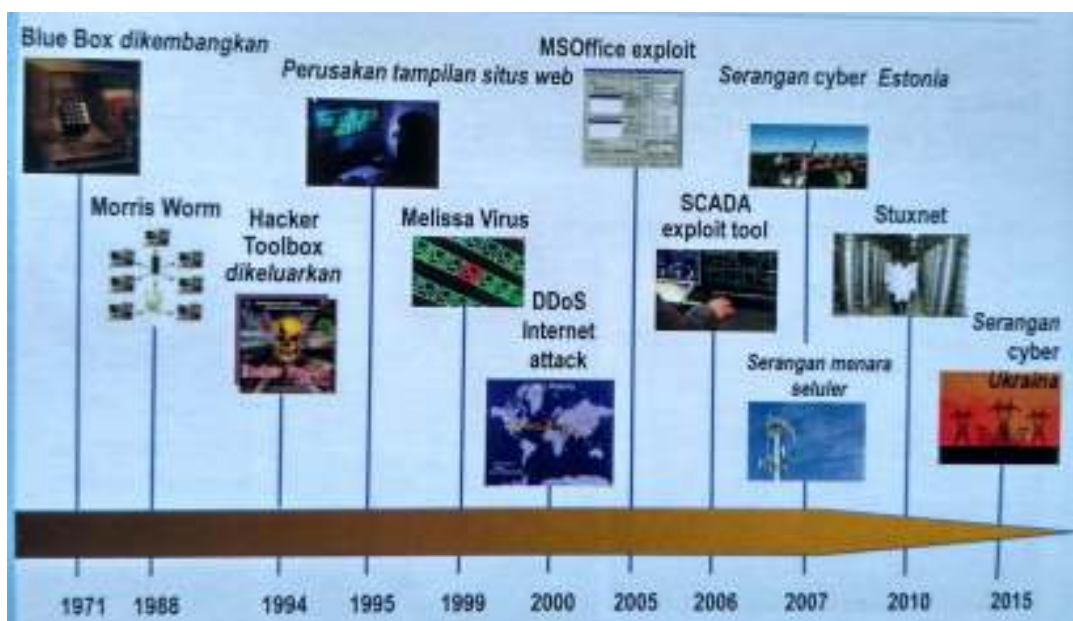 Blue Box dikembangkan
Perusakan tampilan situs web
MSOffice exploit
Serangan cyber Estonia
Morris Worm
Hacker
Toolbox
dikeluarkan
Melissa Virus
DDoS
Internet
attack
SCADA
exploit tool
Stuxnet
Serangan menara
seluler
Serangan
cyber
Ukraina
1971
1988
1994
1995
1999
2000
2005
2006
2007
2010
2015